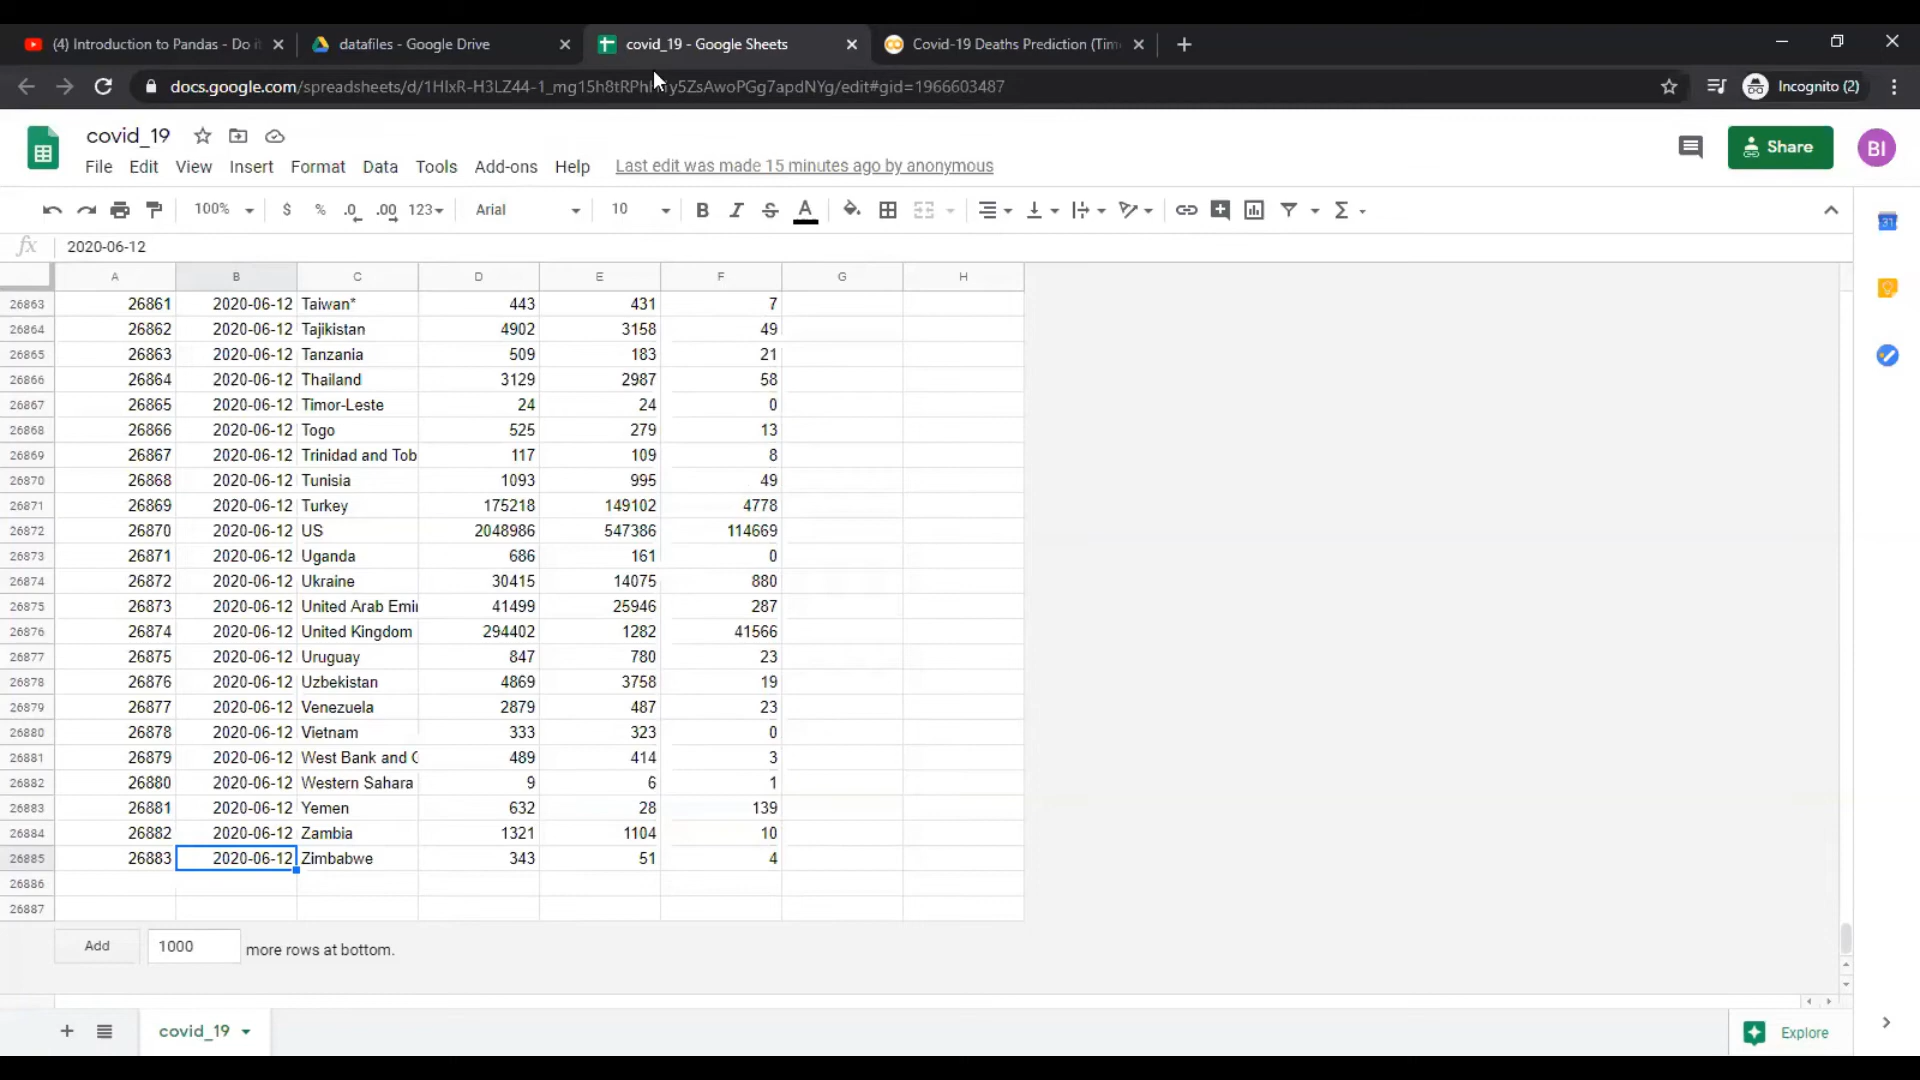 (4) Introduction to Pandas - Do it
datafiles - Google Drive
covid_19 - Google Sheets
Covid-19 Deaths Prediction (Tim
Incognito (2)
covid_19
File Edit View Insert Format Data Tools Add-ons Help Last edit was made 15 minutes ago by anonymous
Share
BI
100% $ % .0 .00 123 Arial 10 B I S A Σ
31
fx 2020-06-12
A B C D E F G H
26863 26861 2020-06-12 Taiwan* 443 431 7
26864 26862 2020-06-12 Tajikistan 4902 3158 49
26865 26863 2020-06-12 Tanzania 509 183 21
26866 26864 2020-06-12 Thailand 3129 2987 58
26867 26865 2020-06-12 Timor-Leste 24 24 0
26868 26866 2020-06-12 Togo 525 279 13
26869 26867 2020-06-12 Trinidad and Tob 117 109 8
26870 26868 2020-06-12 Tunisia 1093 995 49
26871 26869 2020-06-12 Turkey 175218 149102 4778
26872 26870 2020-06-12 US 2048986 547386 114669
26873 26871 2020-06-12 Uganda 686 161 0
26874 26872 2020-06-12 Ukraine 30415 14075 880
26875 26873 2020-06-12 United Arab Emi 41499 25946 287
26876 26874 2020-06-12 United Kingdom 294402 1282 41566
26877 26875 2020-06-12 Uruguay 847 780 23
26878 26876 2020-06-12 Uzbekistan 4869 3758 19
26879 26877 2020-06-12 Venezuela 2879 487 23
26880 26878 2020-06-12 Vietnam 333 323 0
26881 26879 2020-06-12 West Bank and 489 414 3
26882 26880 2020-06-12 Western Sahara 9 6 1
26883 26881 2020-06-12 Yemen 632 28 139
26884 26882 2020-06-12 Zambia 1321 1104 10
26885 26883 2020-06-12 Zimbabwe 343 51 4
26886
26887
Add 1000 more rows at bottom.
covid_19
Explore